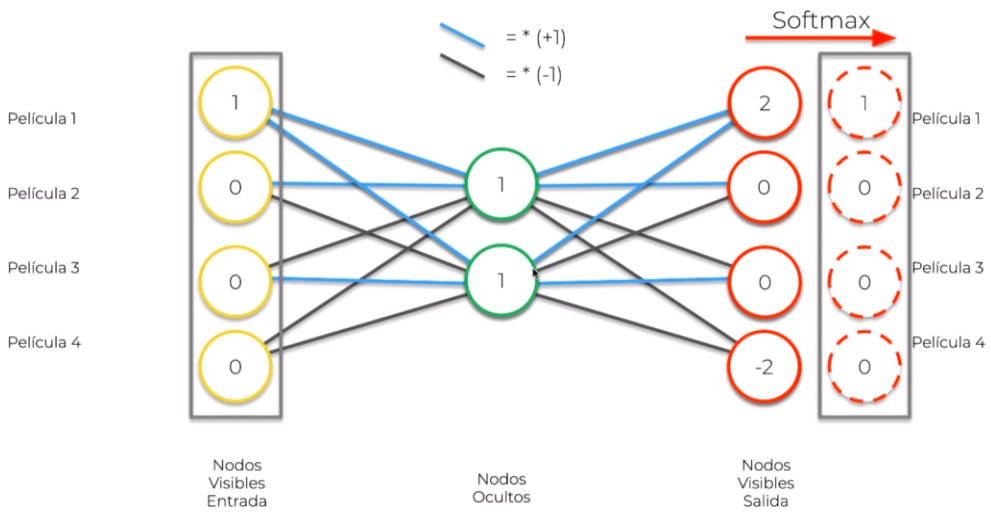 Softmax
= * (+1)
= * (-1)
Película 1
1
1
2
1
Película 1
Película 2
0
0
0
Película 2
Película 3
0
1
0
0
Película 3
Película 4
0
-2
0
Película 4
Nodos
Visibles
Entrada
Nodos
Ocultos
Nodos
Visibles
Salida